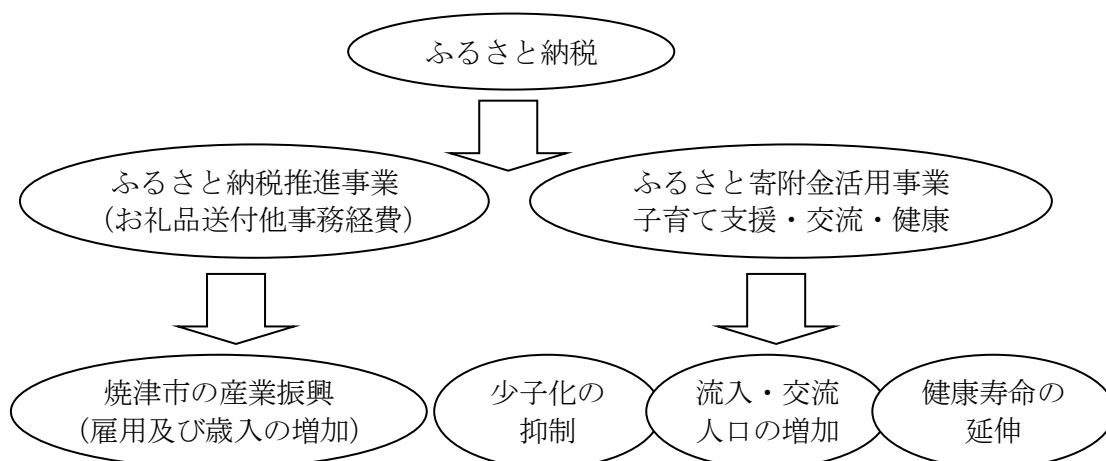 ふるさと納税
ふるさと納税推進事業
(お礼品送付他事務経費)
ふるさと寄附金活用事業
子育て支援・交流・健康
焼津市の産業振興
(雇用及び歳入の増加)
少子化の
抑制
流入・交流
人口の増加
健康寿命の
延伸